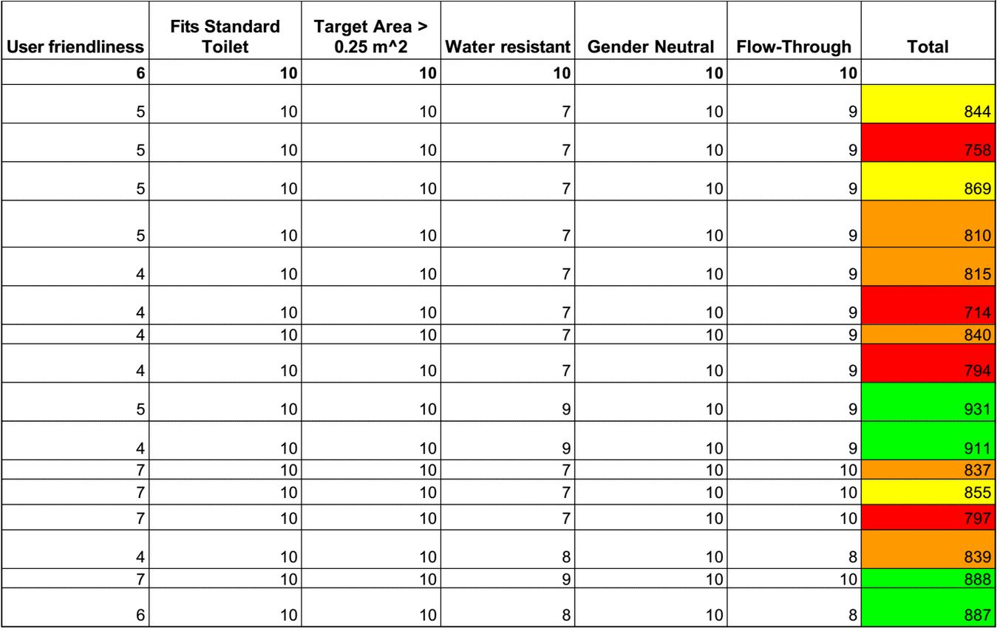 User friendliness Fits Standard Toilet Target Area > 0.25 m^2 Water resistant Gender Neutral Flow-Through Total
6 10 10 10 10 10
5 10 10 7 10 9 844
5 10 10 7 10 9 758
5 10 10 7 10 9 869
5 10 10 7 10 9 810
4 10 10 7 10 9 815
4 10 10 7 10 9 714
4 10 10 7 10 9 840
4 10 10 7 10 9 794
5 10 10 9 10 9 931
4 10 10 9 10 9 911
7 10 10 7 10 10 837
7 10 10 7 10 10 855
7 10 10 7 10 10 797
4 10 10 8 10 8 839
7 10 10 9 10 10 888
6 10 10 8 10 8 887